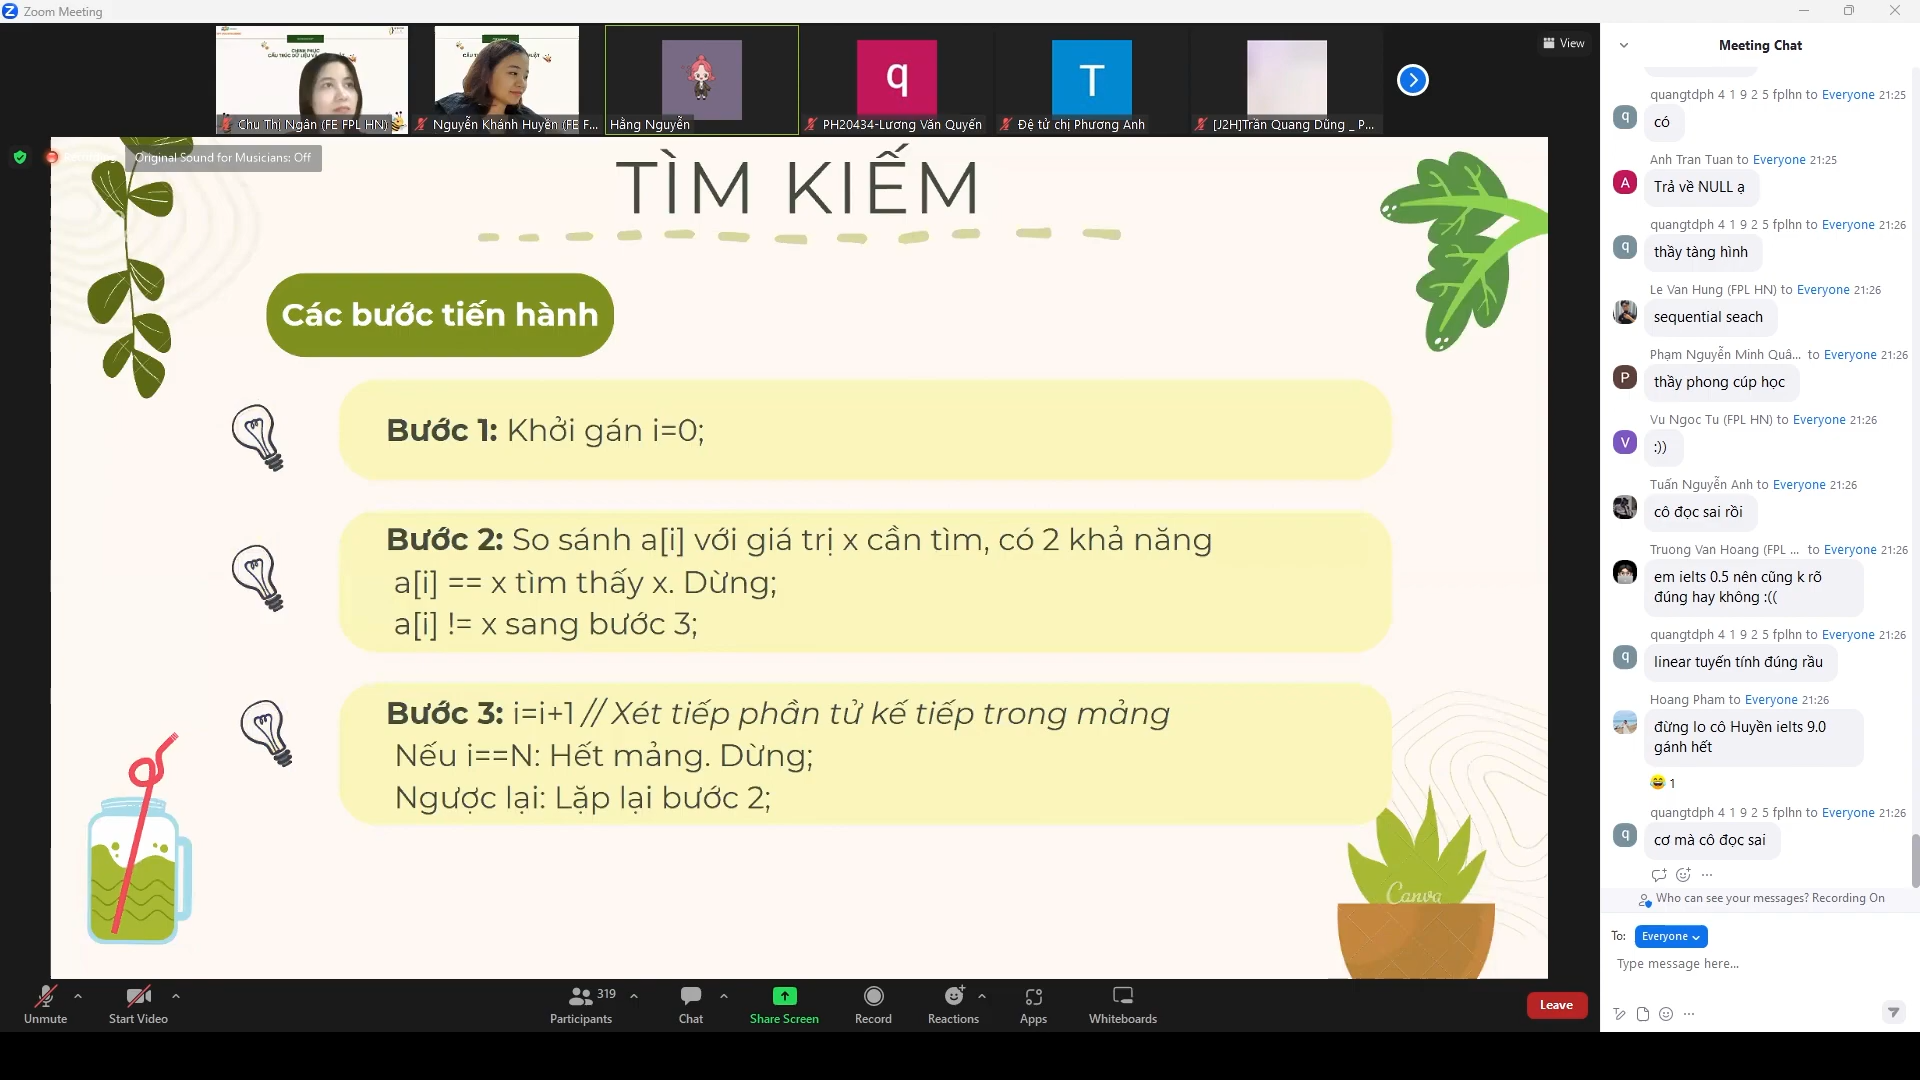 Zoom Meeting
Chu Thị Ngân (FE FPL HN)
Nguyễn Khánh Huyền (FE F...
Hằng Nguyễn
q
PH20434-Lương Văn Quyến
T
Đệ tử chị Phương Anh
[J2H]Trần Quang Dũng _ P...
View
Original Sound for Musicians: Off
TÌM KIẾM
Các bước tiến hành
Bước 1: Khởi gán i=0;
Bước 2: So sánh a[i] với giá trị x cần tìm, có 2 khả năng
a[i] == x tìm thấy x. Dừng;
a[i] != x sang bước 3;
Bước 3: i=i+1 // Xét tiếp phần tử kế tiếp trong mảng
Nếu i==N: Hết mảng. Dừng;
Ngược lại: Lặp lại bước 2;
Canva
Unmute
Start Video
319
Participants
Chat
Share Screen
Record
Reactions
Apps
Whiteboards
Leave
Meeting Chat
quangtdph 4 1 9 2 5 fplhn to Everyone 21:25
q
có
Anh Tran Tuan to Everyone 21:25
A
Trả về NULL ạ
quangtdph 4 1 9 2 5 fplhn to Everyone 21:26
q
thầy tàng hình
Le Van Hung (FPL HN) to Everyone 21:26
sequential seach
Phạm Nguyễn Minh Quâ... to Everyone 21:26
P
thầy phong cúp học
Vu Ngoc Tu (FPL HN) to Everyone 21:26
V
:))
Tuấn Nguyễn Anh to Everyone 21:26
cô đọc sai rồi
Truong Van Hoang (FPL ... to Everyone 21:26
em ielts 0.5 nên cũng k rõ
đúng hay không :((
quangtdph 4 1 9 2 5 fplhn to Everyone 21:26
q
linear tuyến tính đúng rầu
Hoang Pham to Everyone 21:26
đừng lo cô Huyền ielts 9.0
gánh hết
😄 1
quangtdph 4 1 9 2 5 fplhn to Everyone 21:26
q
cơ mà cô đọc sai
Who can see your messages? Recording On
To: Everyone
Type message here...